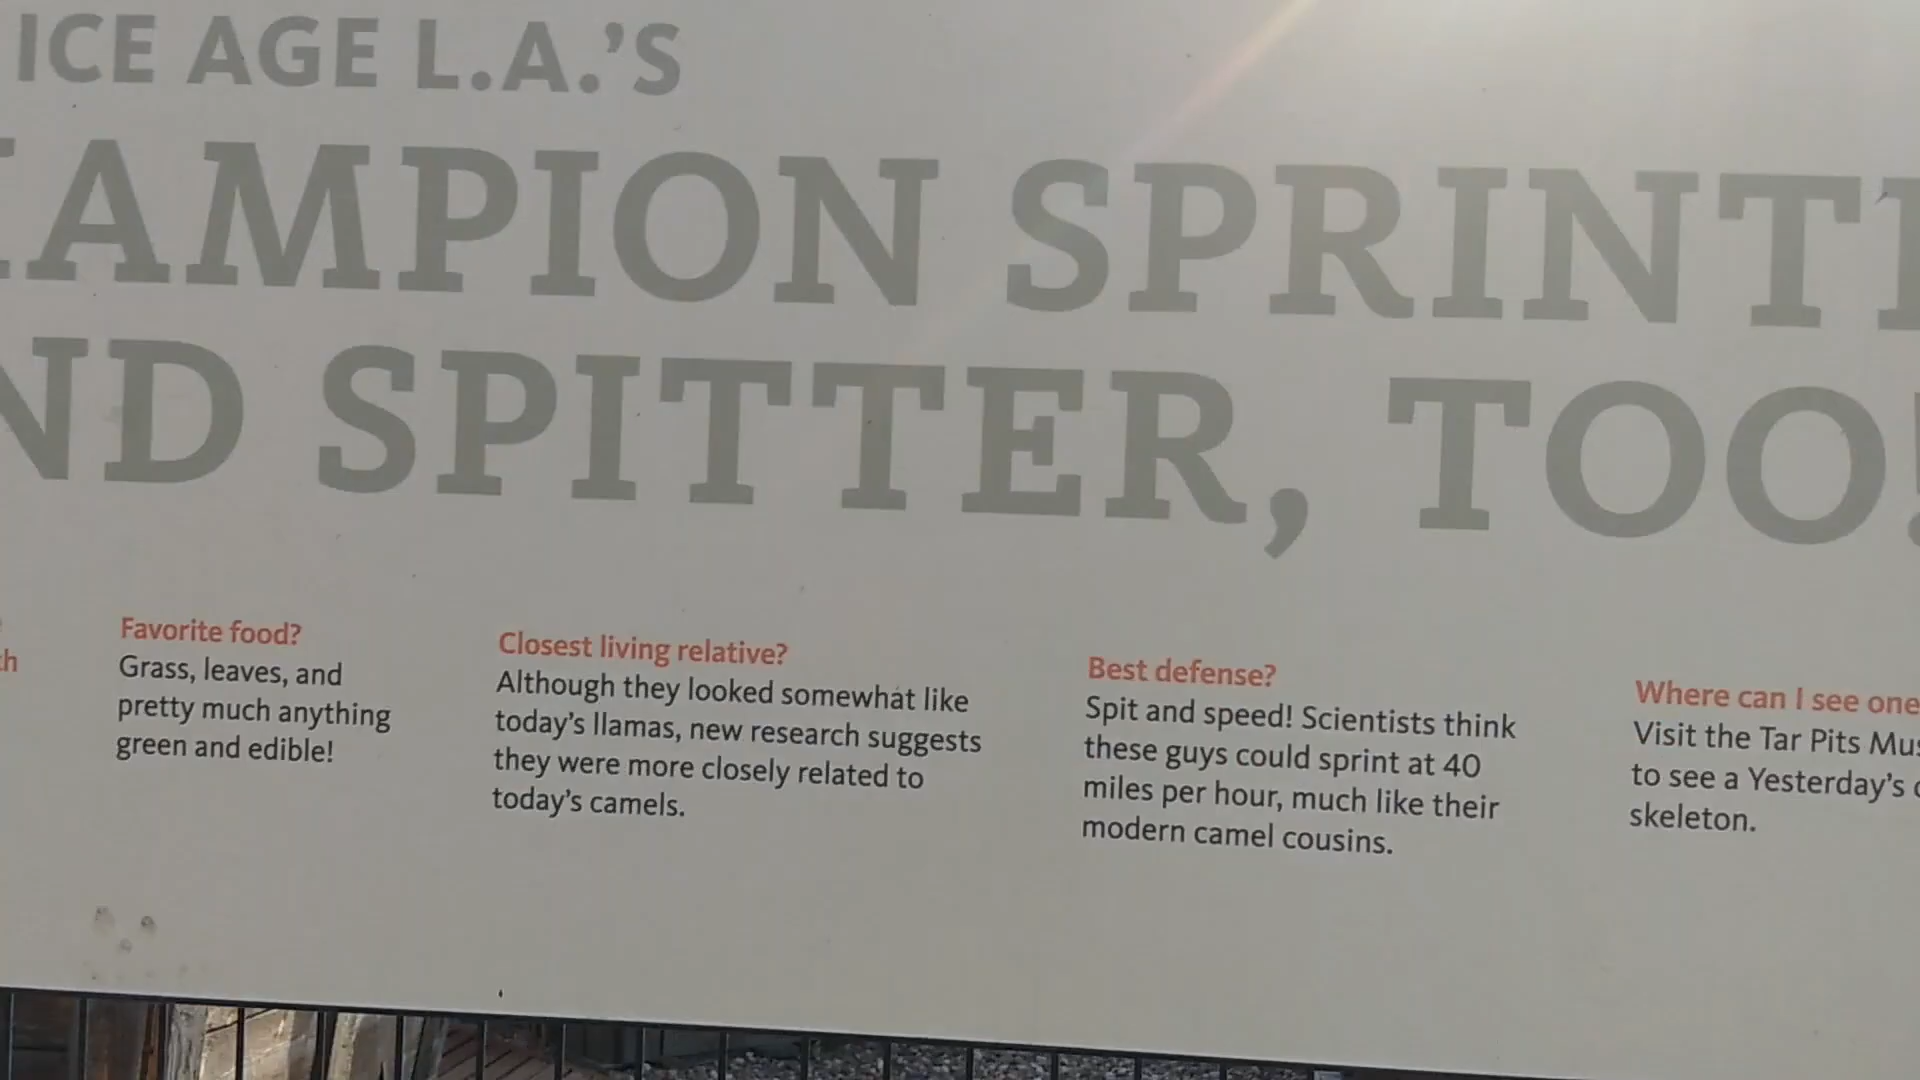 ICE AGE L.A.'S
HAMPION SPRINT
ND SPITTER, TOO!
Favorite food?
Grass, leaves, and
pretty much anything
green and edible!
Closest living relative?
Although they looked somewhat like
today's llamas, new research suggests
they were more closely related to
today's camels.
Best defense?
Spit and speed! Scientists think
these guys could sprint at 40
miles per hour, much like their
modern camel cousins.
Where can I see one
Visit the Tar Pits Mus
to see a Yesterday's
skeleton.